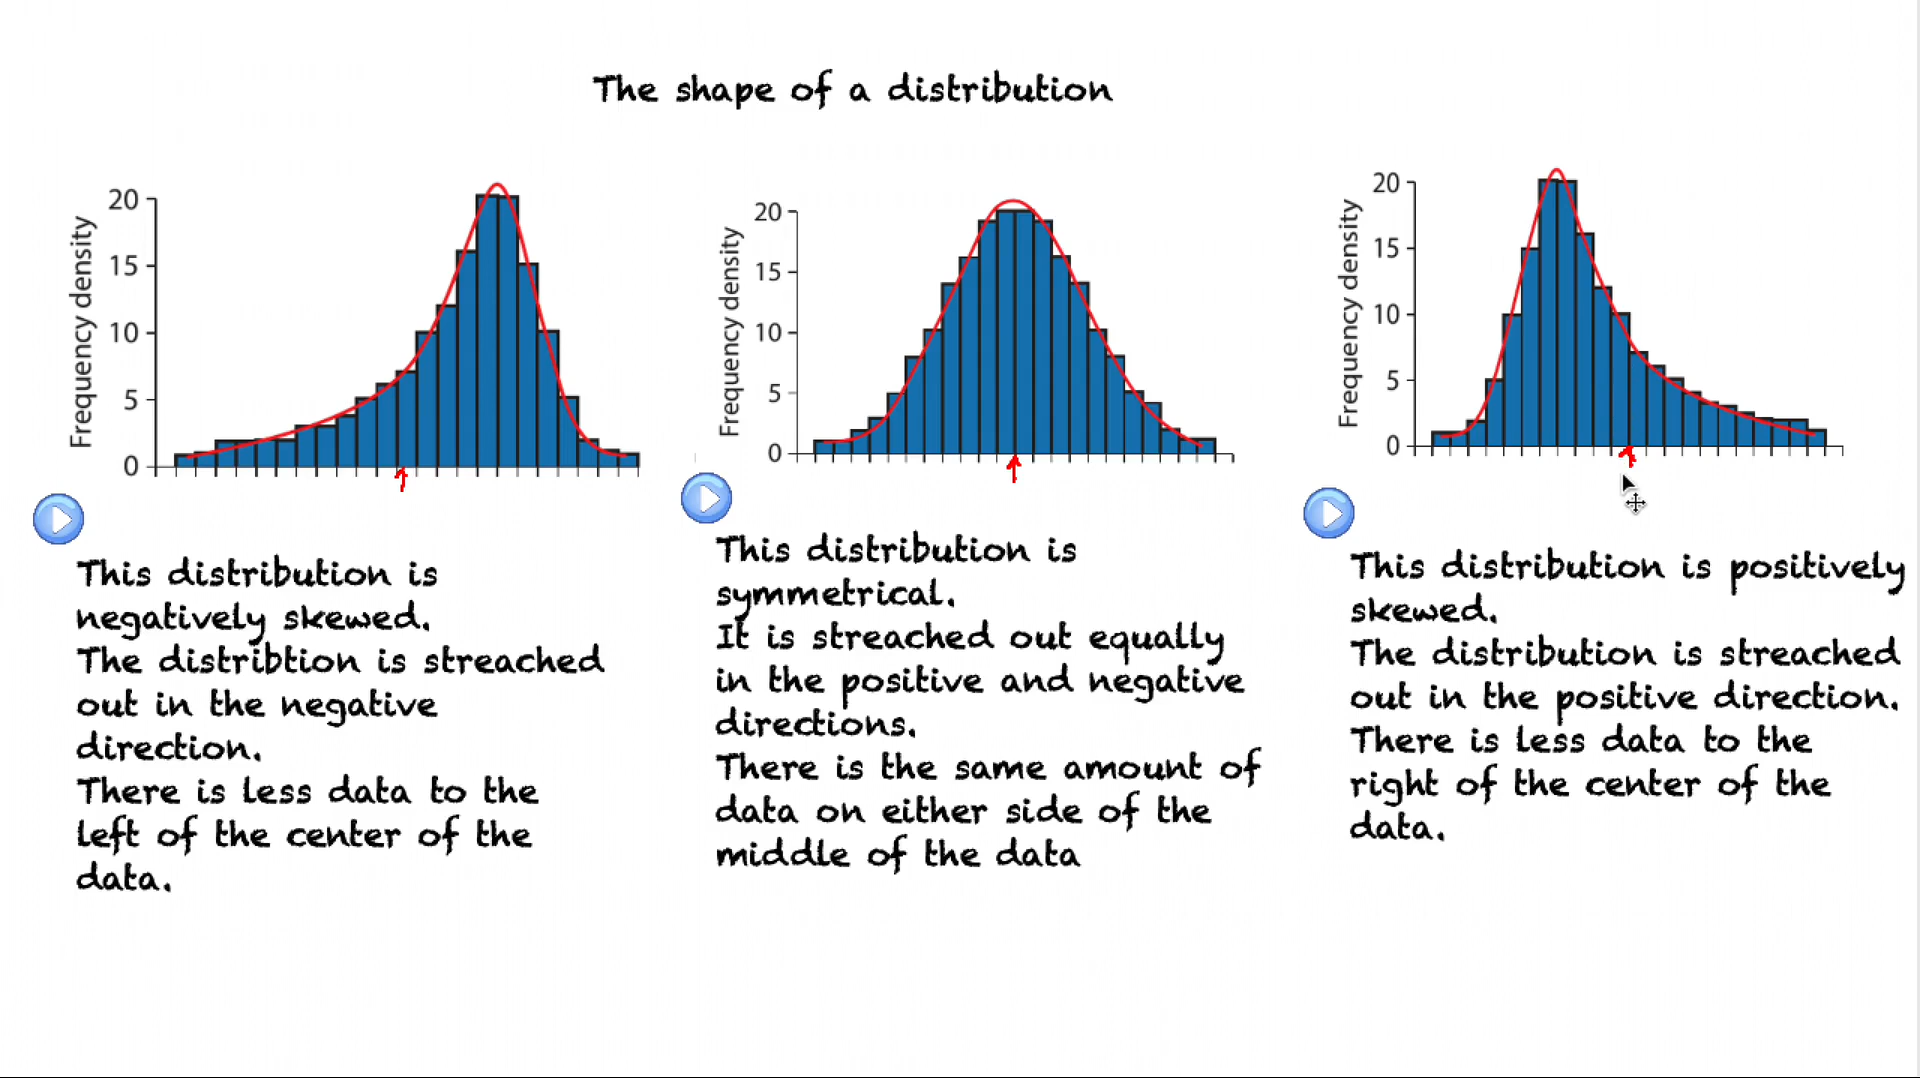 The shape of a distribution
Frequency density
20
15
10
5
0
Frequency density
20
15
10
5
0
Frequency density
20
15
10
5
0
This distribution is
negatively skewed.
The distribtion is streached
out in the negative
direction.
There is less data to the
left of the center of the
data.
This distribution is
symmetrical.
It is streached out equally
in the positive and negative
directions.
There is the same amount of
data on either side of the
middle of the data
This distribution is positively
skewed.
The distribution is streached
out in the positive direction.
There is less data to the
right of the center of the
data.